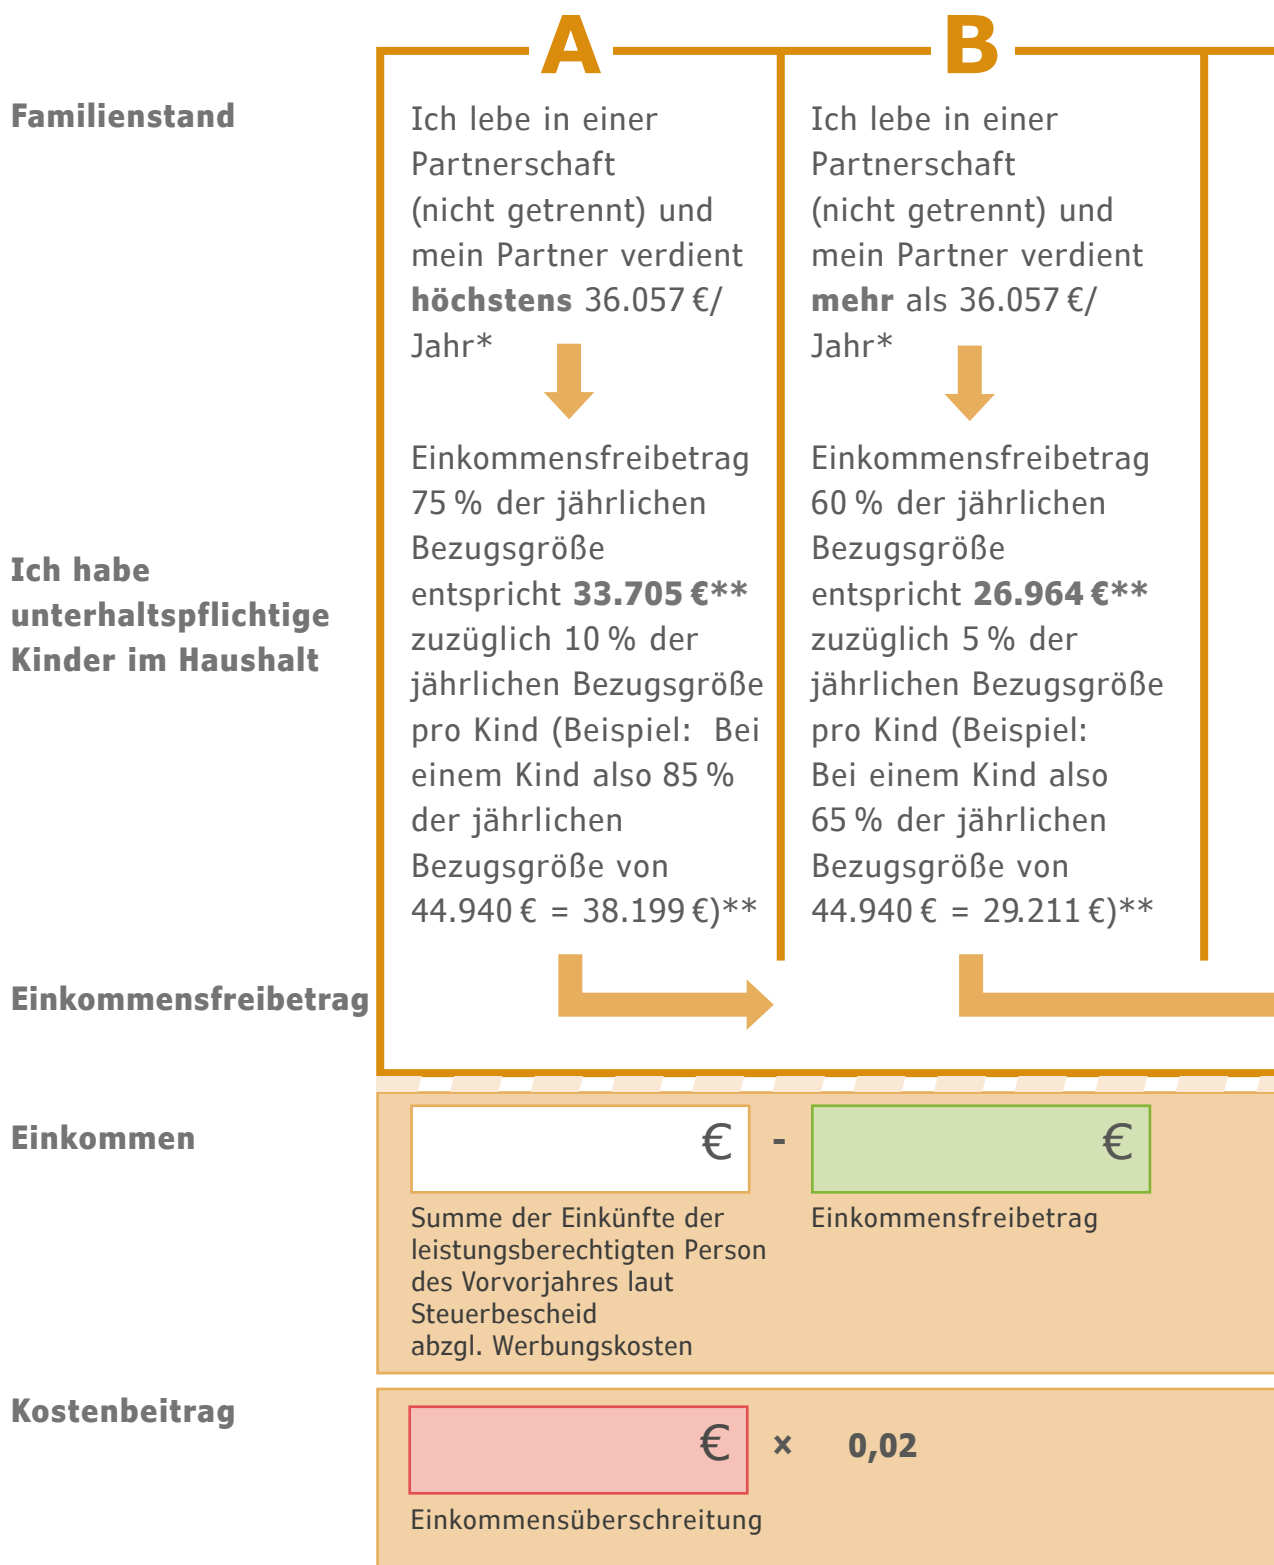 A
B
Familienstand
Ich lebe in einer
Partnerschaft
(nicht getrennt) und
mein Partner verdient
höchstens 36.057 €/
Jahr*
Ich lebe in einer
Partnerschaft
(nicht getrennt) und
mein Partner verdient
mehr als 36.057 €/
Jahr*
Ich habe
unterhaltspflichtige
Kinder im Haushalt
Einkommensfreibetrag
75 % der jährlichen
Bezugsgröße
entspricht 33.705 €**
zuzüglich 10 % der
jährlichen Bezugsgröße
pro Kind (Beispiel: Bei
einem Kind also 85 %
der jährlichen
Bezugsgröße von
44.940 € = 38.199 €)**
Einkommensfreibetrag
60 % der jährlichen
Bezugsgröße
entspricht 26.964 €**
zuzüglich 5 % der
jährlichen Bezugsgröße
pro Kind (Beispiel:
Bei einem Kind also
65 % der jährlichen
Bezugsgröße von
44.940 € = 29.211 €)**
Einkommensfreibetrag
Einkommen
€ - €
Summe der Einkünfte der
leistungsberechtigten Person
des Vorvorjahres laut
Steuerbescheid
abzgl. Werbungskosten
Einkommensfreibetrag
Kostenbeitrag
€ × 0,02
Einkommensüberschreitung